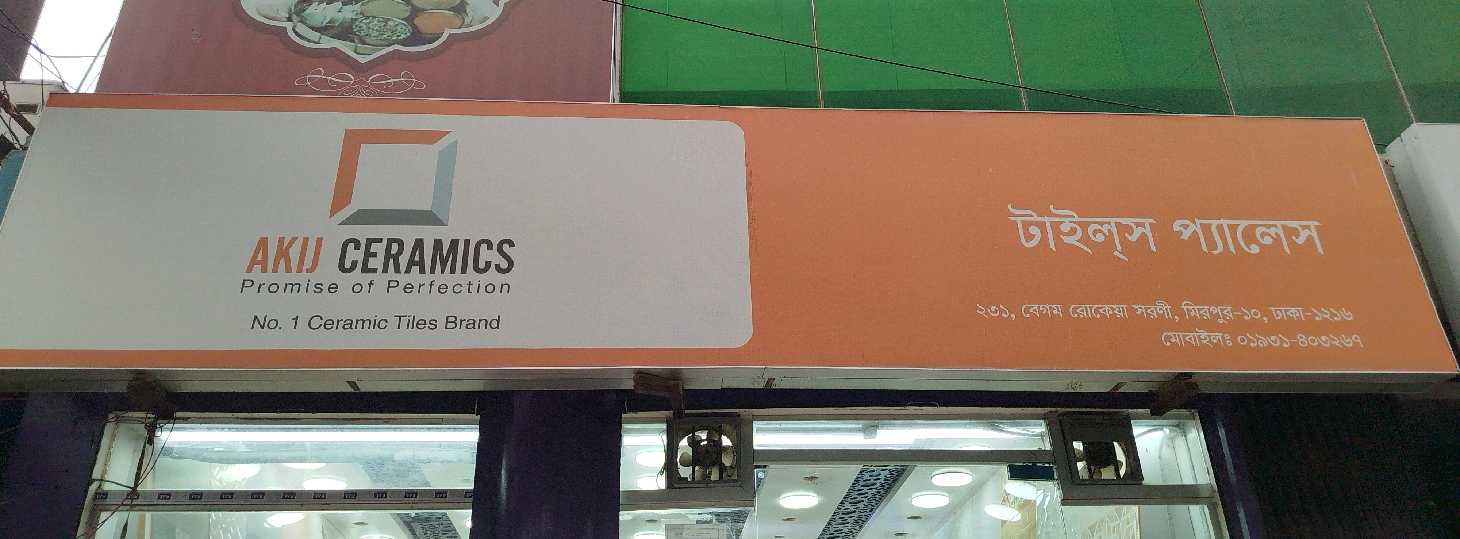 AKIJ CERAMICS
Promise of Perfection
No. 1 Ceramic Tiles Brand
টাইল্স প্যালেস
২৩১, বেগম রোকেয়া সরণী, মিরপুর-১০, ঢাকা-১২১৬
মোবাইলঃ ০১৯৩১-৪০৩২৬৭